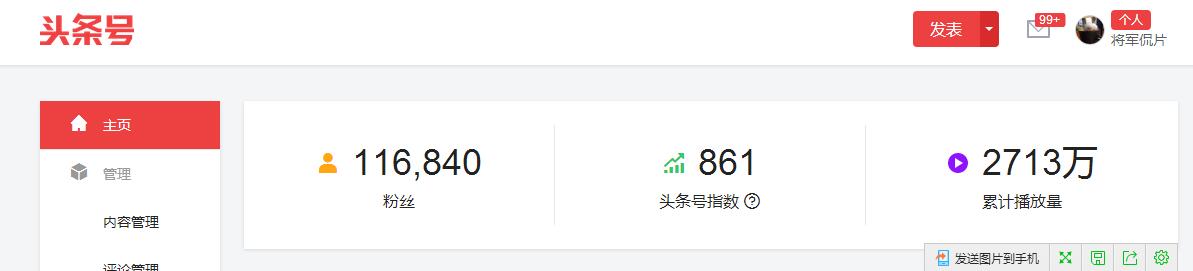 头条号
发表
99+
个人
将军侃片
主页
管理
内容管理
评论管理
116,840
粉丝
861
头条号指数
2713万
累计播放量
发送图片到手机